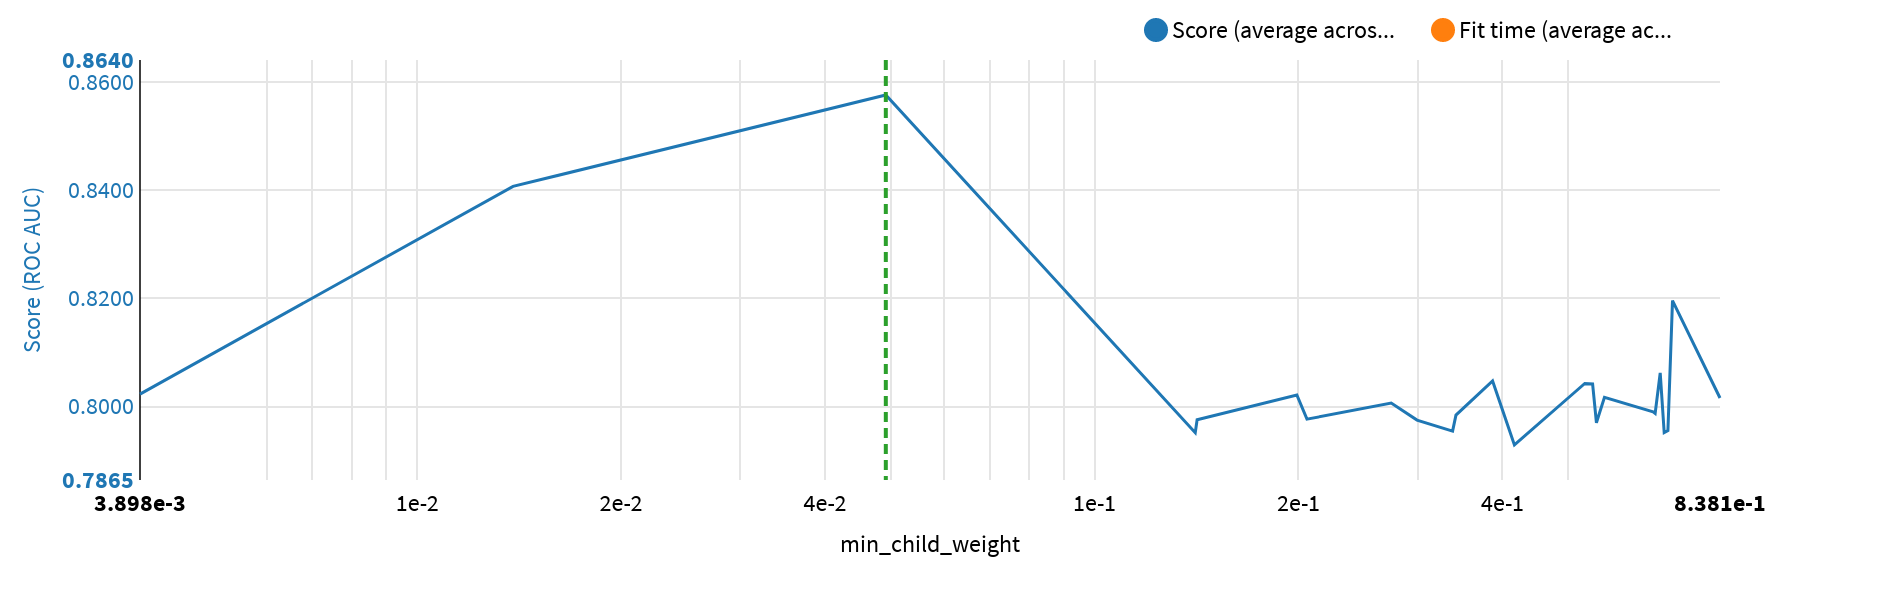 Score (average acros... Fit time (average ac...
0.8640
0.8600
0.8400
0.8200
0.8000
0.7865
Score (ROC AUC)
3.898e-3 1e-2 2e-2 4e-2 1e-1 2e-1 4e-1 8.381e-1
min_child_weight